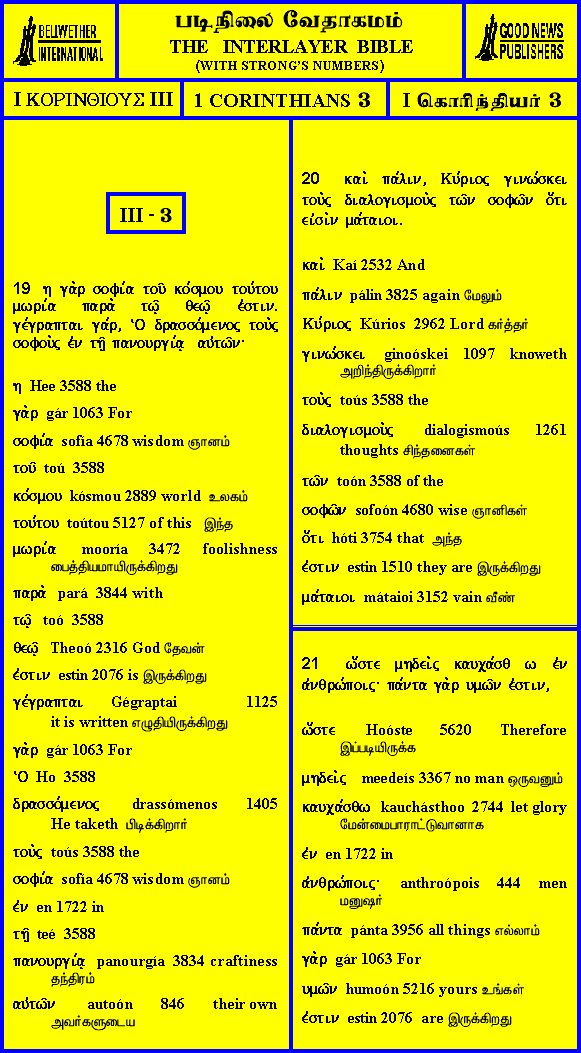 BELLWETHER
INTERNATIONAL
படிநிலை வேதாகமம்
THE INTERLAYER BIBLE
(WITH STRONG'S NUMBERS)
GOOD NEWS
PUBLISHERS
I ΚΟΡΙΝΘΙΟΥΣ III
1 CORINTHIANS 3
I கொரிந்தியர் 3
III - 3
19 η γὰρ σοφία τοῦ κόσμου τούτου
μωρία παρὰ τῷ θεῷ ἐστιν.
γέγραπται γάρ, Ὁ δρασσόμενος τοὺς
σοφοὺς ἐν τῇ πανουργίᾳ αὐτῶν·
η Hee 3588 the
γὰρ gár 1063 For
σοφία sofía 4678 wisdom ஞானம்
τοῦ toú 3588
κόσμου kósmou 2889 world உலகம்
τούτου toútou 5127 of this இந்த
μωρία mooría 3472 foolishness
பைத்தியமாயிருக்கிறது
παρὰ pará 3844 with
τῷ toó 3588
θεῷ Theoó 2316 God தேவன்
ἐστιν estin 2076 is இருக்கிறது
γέγραπται Gégraptai 1125
it is written எழுதியிருக்கிறது
γὰρ gár 1063 For
Ὁ Ho 3588
δρασσόμενος drassómenos 1405
He taketh பிடிக்கிறார்
τοὺς toús 3588 the
σοφία sofía 4678 wisdom ஞானம்
ἐν en 1722 in
τῇ teé 3588
πανουργίᾳ panourgía 3834 craftiness
தந்திரம்
αὐτῶν autoón 846 their own
அவர்களுடைய
20 καὶ πάλιν, Κύριος γινώσκει
τοὺς διαλογισμοὺς τῶν σοφῶν ὅτι
εἰσὶν μάταιοι.
καὶ Kaí 2532 And
πάλιν pálin 3825 again மேலும்
Κύριος Kúrios 2962 Lord கர்த்தர்
γινώσκει ginoóskei 1097 knoweth
அறிந்திருக்கிறார்
τοὺς toús 3588 the
διαλογισμοὺς dialogismoús 1261
thoughts சிந்தனைகள்
τῶν toón 3588 of the
σοφῶν sofoón 4680 wise ஞானிகள்
ὅτι hóti 3754 that அந்த
ἐστιν estin 1510 they are இருக்கிறது
μάταιοι mátaioi 3152 vain வீண்
21 ὥστε μηδεὶς καυχάσθ ω ἐν
ἀνθρώποις· πάντα γὰρ υμῶν ἐστιν,
ὥστε Hoóste 5620 Therefore
இப்படியிருக்க
μηδεὶς meedeís 3367 no man ஒருவனும்
καυχάσθω kauchásthoo 2744 let glory
மேன்மைபாராட்டுவானாக
ἐν en 1722 in
ἀνθρώποις· anthroópois 444 men
மனுஷர்
πάντα pánta 3956 all things எல்லாம்
γὰρ gár 1063 For
υμῶν humoón 5216 yours உங்கள்
ἐστιν estin 2076 are இருக்கிறது